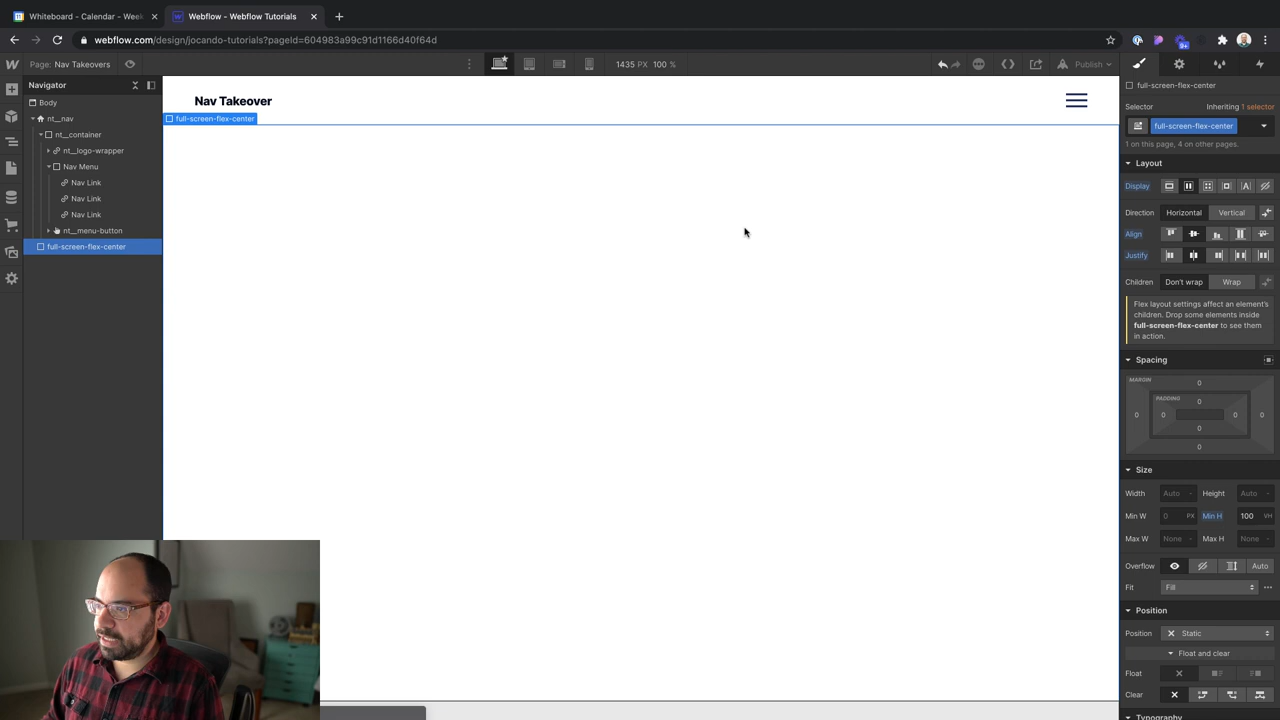 Whiteboard - Calendar - Week
Webflow - Webflow Tutorials
webflow.com/design/jocando-tutorials?pageId=604983a99c91d1166d40f64d
Page: Nav Takeovers
1435 PX 100 %
Publish
Navigator
Body
nt__nav
nt__container
nt__logo-wrapper
Nav Menu
Nav Link
Nav Link
Nav Link
nt__menu-button
full-screen-flex-center
Nav Takeover
full-screen-flex-center
full-screen-flex-center
Selector
Inheriting 1 selector
full-screen-flex-center
1 on this page, 4 on other pages.
Layout
Display
Direction Horizontal Vertical
Align
Justify
Children Don't wrap Wrap
Flex layout settings affect an element's
children. Drop some elements inside
full-screen-flex-center to see them
in action.
Spacing
MARGIN
0
PADDING
0
0 0 0 0
0
0
Size
Width Auto - Height Auto -
Min W 0 PX Min H 100 VH
Max W None - Max H None -
Overflow Auto
Fit Fill
Position
Position Static
Float and clear
Float
Clear
Typography